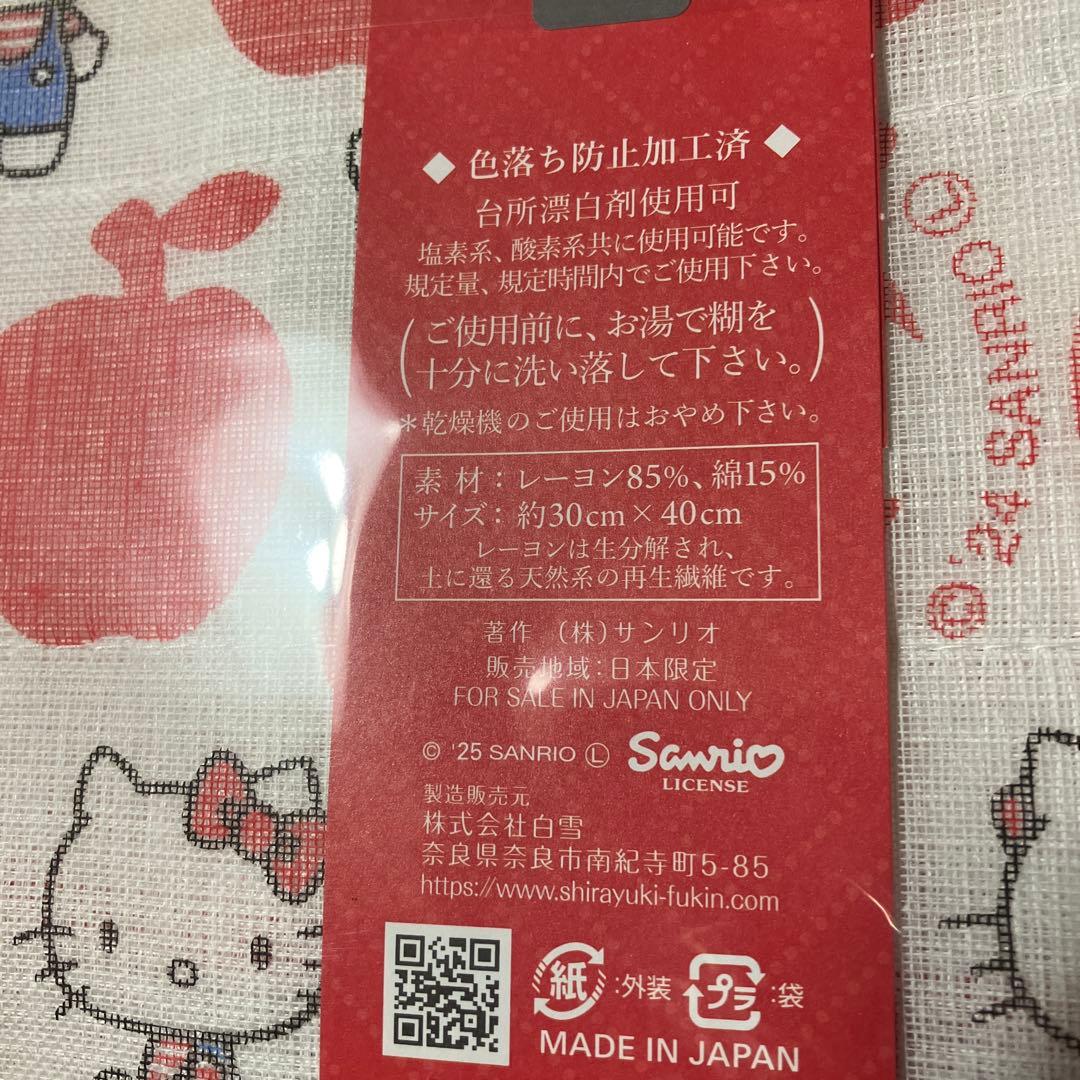 ◆ 色落ち防止加工済 ◆
台所漂白剤使用可
塩素系、酸素系共に使用可能です。
規定量、規定時間内でご使用下さい。
(ご使用前に、お湯で糊を
十分に洗い落して下さい。)
*乾燥機のご使用はおやめ下さい。
素 材：レーヨン85%、綿15%
サイズ：約30cm×40cm
レーヨンは生分解され、
土に還る天然系の再生繊維です。
著作 (株)サンリオ
販売地域：日本限定
FOR SALE IN JAPAN ONLY
© '25 SANRIO Ⓛ Sanrio
LICENSE
製造販売元
株式会社白雪
奈良県奈良市南紀寺町5-85
https://www.shirayuki-fukin.com
紙：外装 プラ：袋
MADE IN JAPAN
© '25 SANRIO Ⓛ